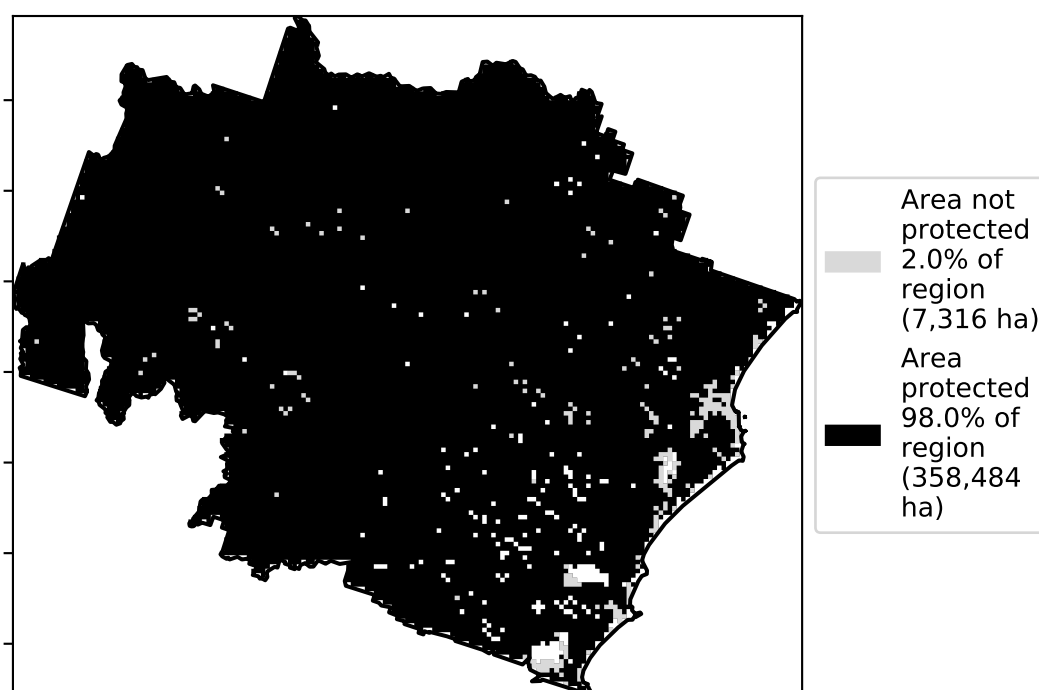 Area not
protected
2.0% of
region
(7,316 ha)
Area
protected
98.0% of
region
(358,484
ha)